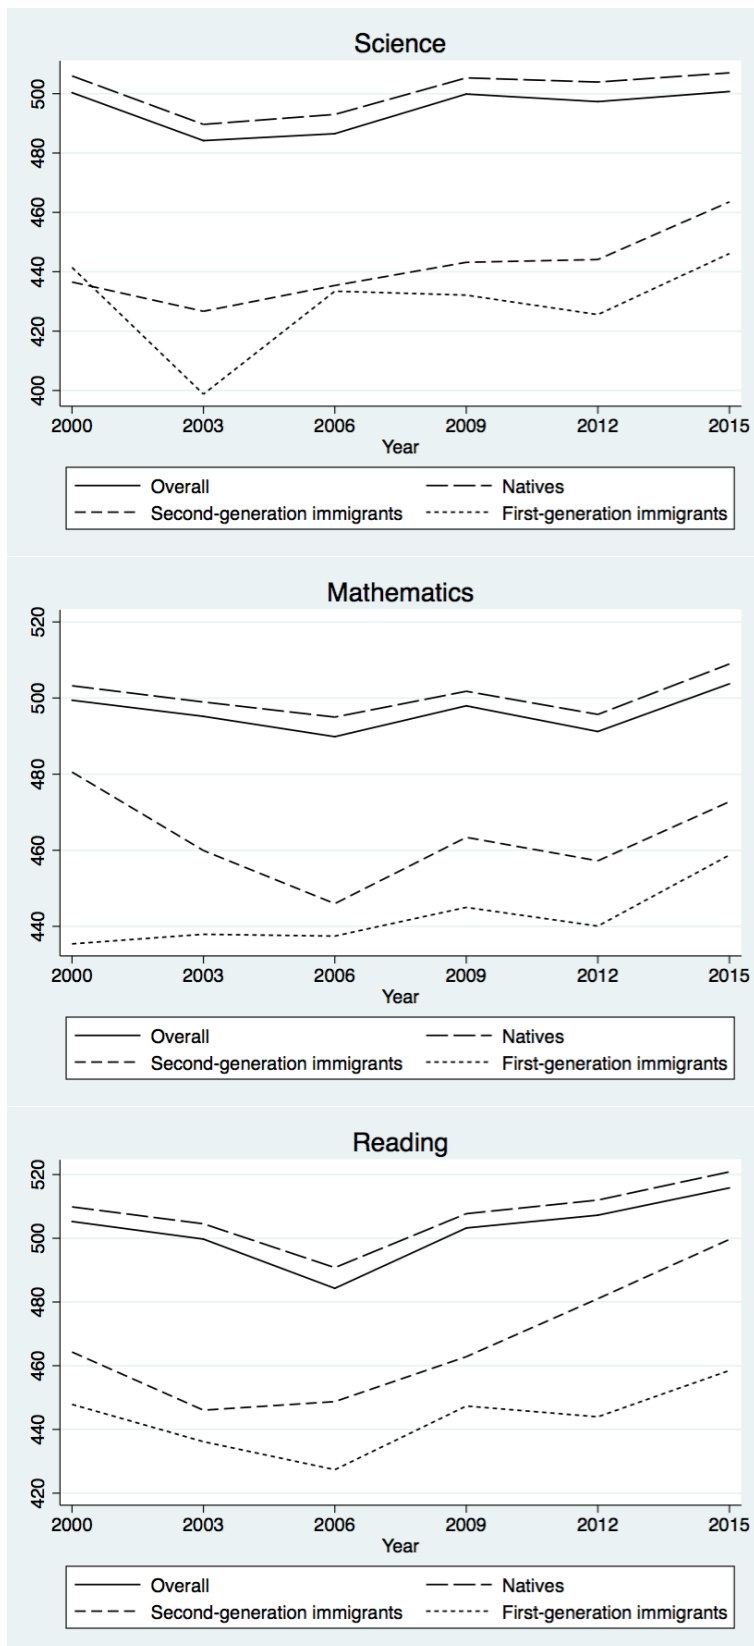 Science
500
480
460
440
420
400
2000 2003 2006 2009 2012 2015
Year
Overall Natives
Second-generation immigrants First-generation immigrants
Mathematics
520
500
480
460
440
2000 2003 2006 2009 2012 2015
Year
Overall Natives
Second-generation immigrants First-generation immigrants
Reading
520
500
480
460
440
420
2000 2003 2006 2009 2012 2015
Year
Overall Natives
Second-generation immigrants First-generation immigrants